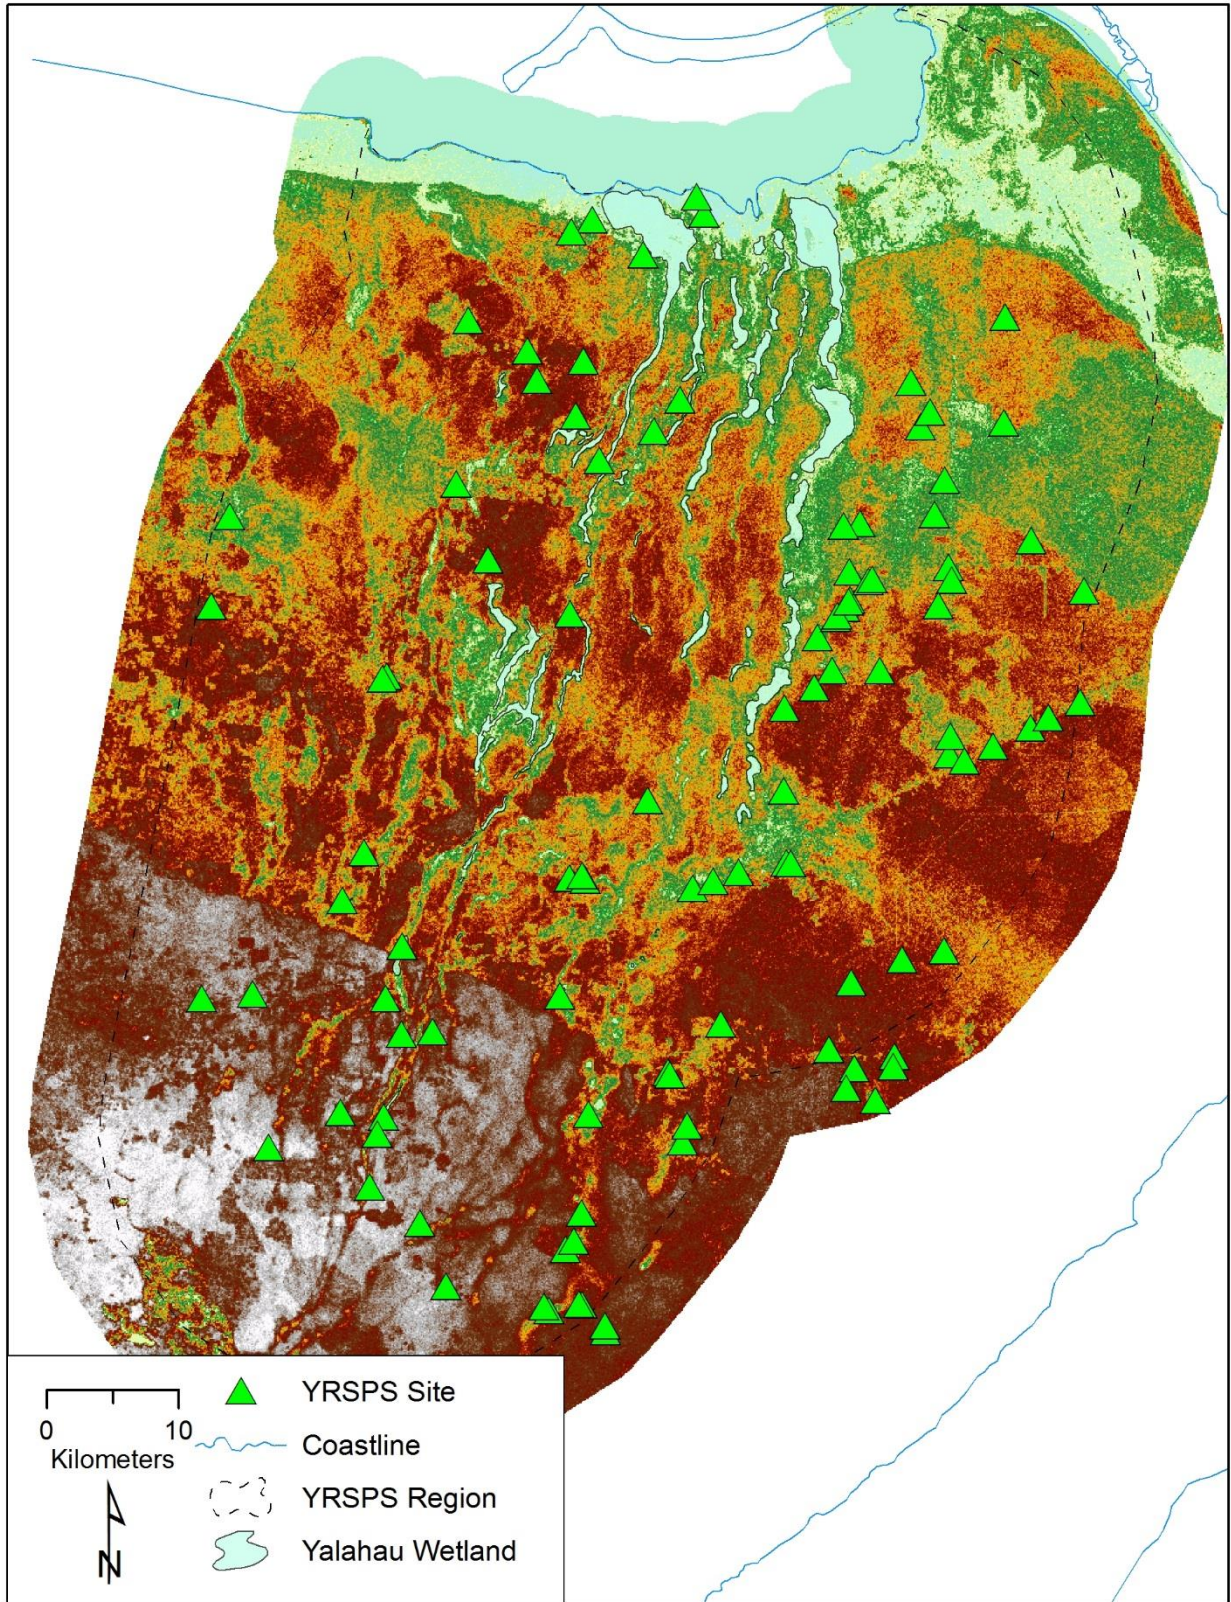 YRSPS Site
0 10
Kilometers
Coastline
YRSPS Region
N
Yalahau Wetland